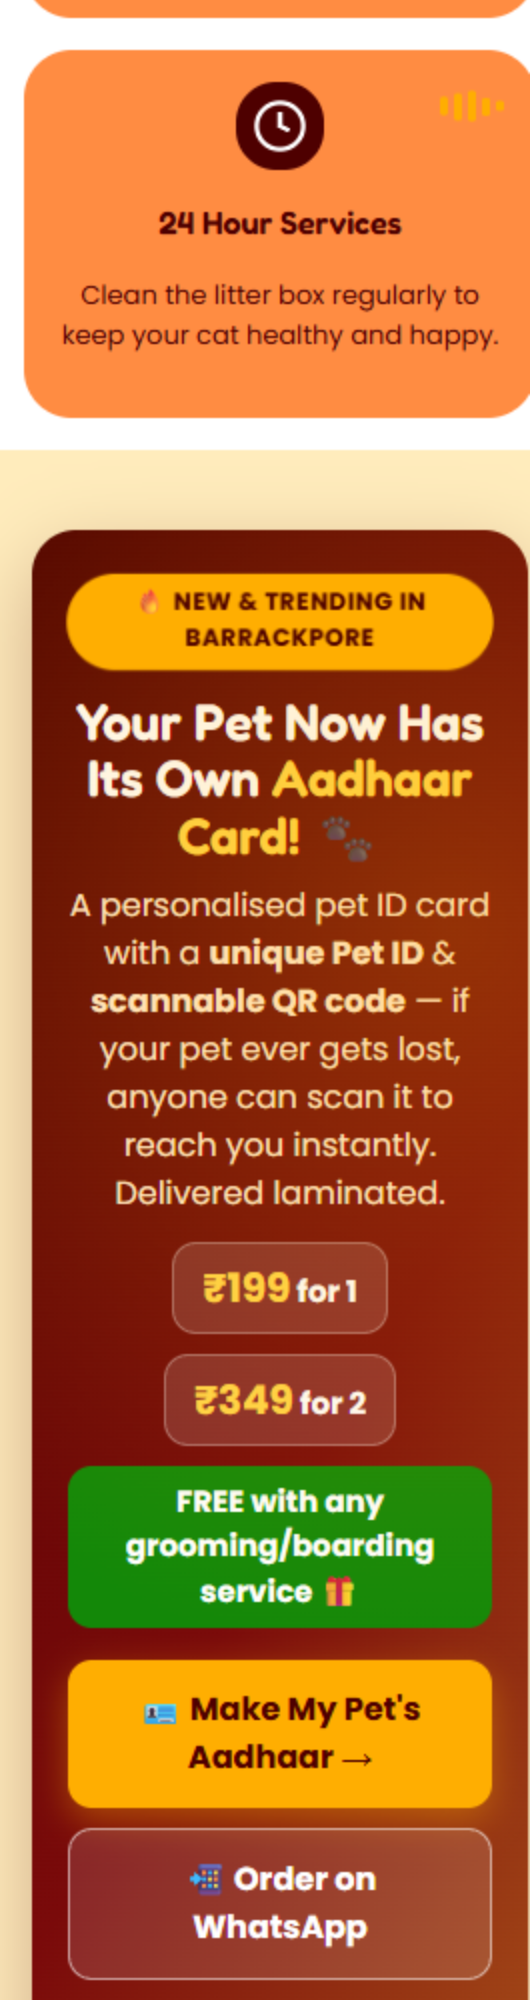 24 Hour Services
Clean the litter box regularly to
keep your cat healthy and happy.
🔥 NEW & TRENDING IN
BARRACKPORE
Your Pet Now Has
Its Own Aadhaar
Card! 🐾
A personalised pet ID card
with a unique Pet ID &
scannable QR code — if
your pet ever gets lost,
anyone can scan it to
reach you instantly.
Delivered laminated.
₹199 for 1
₹349 for 2
FREE with any
grooming/boarding
service 🎁
🪪 Make My Pet's
Aadhaar →
📲 Order on
WhatsApp